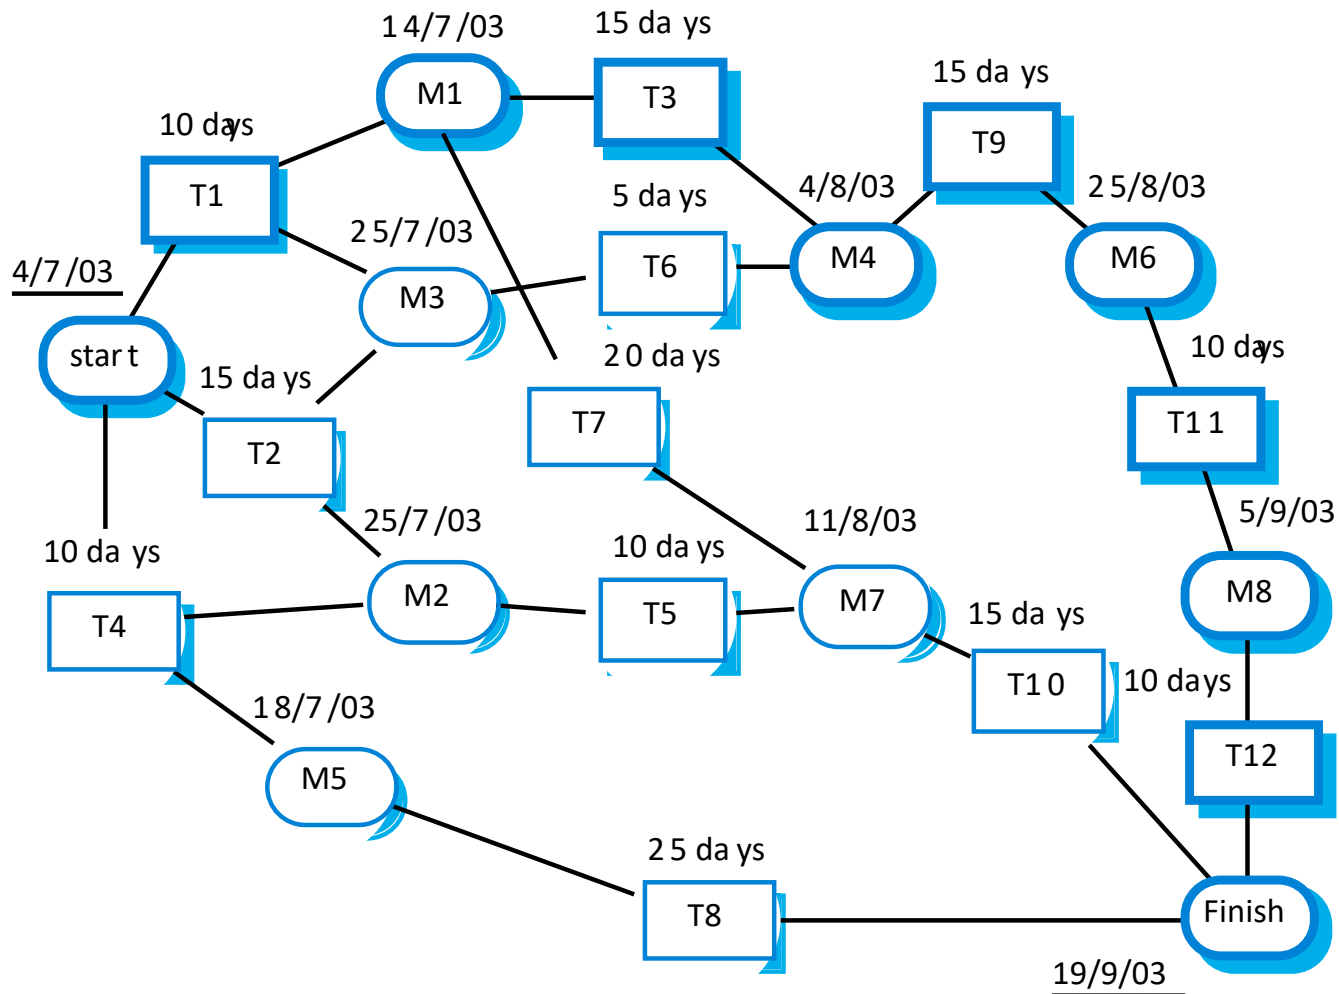 14/7/03
15 days
M1
T3
15 days
10 days
T9
T1
5 days
4/8/03
25/8/03
25/7/03
4/7/03
M3
T6
M4
M6
start
15 days
20 days
10 days
T2
T7
T11
25/7/03
11/8/03
5/9/03
10 days
10 days
M2
T5
M7
M8
T4
15 days
T10
10 days
18/7/03
M5
T12
25 days
T8
Finish
19/9/03